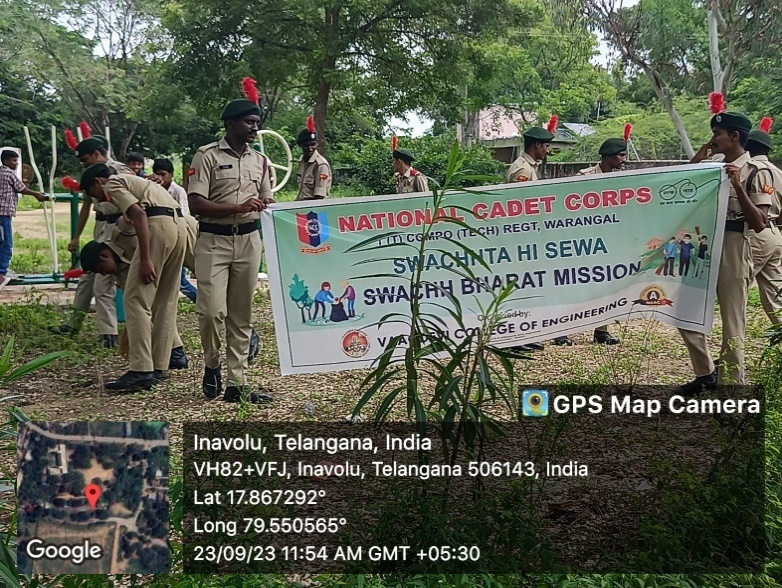 NATIONAL CADET CORPS
1 (T) COMPO (TECH) REGT, WARANGAL
SWACHHTA HI SEWA
SWACHH BHARAT MISSION
by:
COLLEGE OF ENGINEERING
GPS Map Camera
Inavolu, Telangana, India
VH82+VFJ, Inavolu, Telangana 506143, India
Lat 17.867292°
Long 79.550565°
23/09/23 11:54 AM GMT +05:30
Google